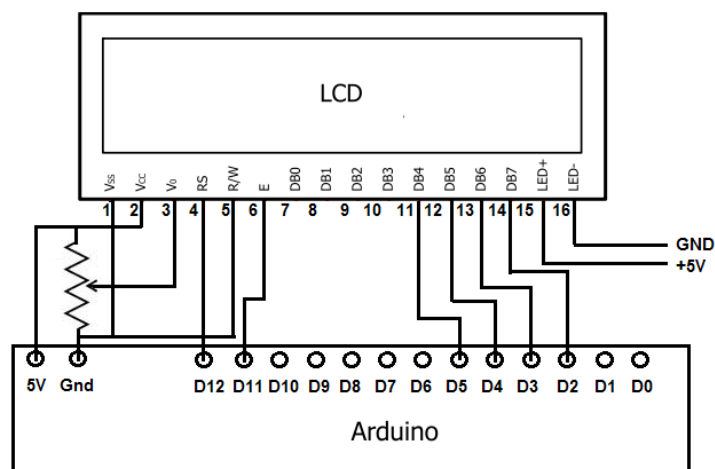 LCD
Vss Vcc Vo RS R/W E DB0 DB1 DB2 DB3 DB4 DB5 DB6 DB7 LED+ LED-
1 2 3 4 5 6 7 8 9 10 11 12 13 14 15 16
GND
+5V
5V Gnd D12 D11 D10 D9 D8 D7 D6 D5 D4 D3 D2 D1 D0
Arduino